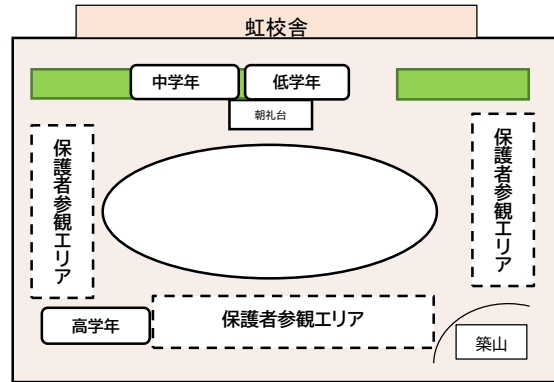 虹校舎
中学年
低学年
朝礼台
保護者参観エリア
保護者参観エリア
高学年
保護者参観エリア
築山